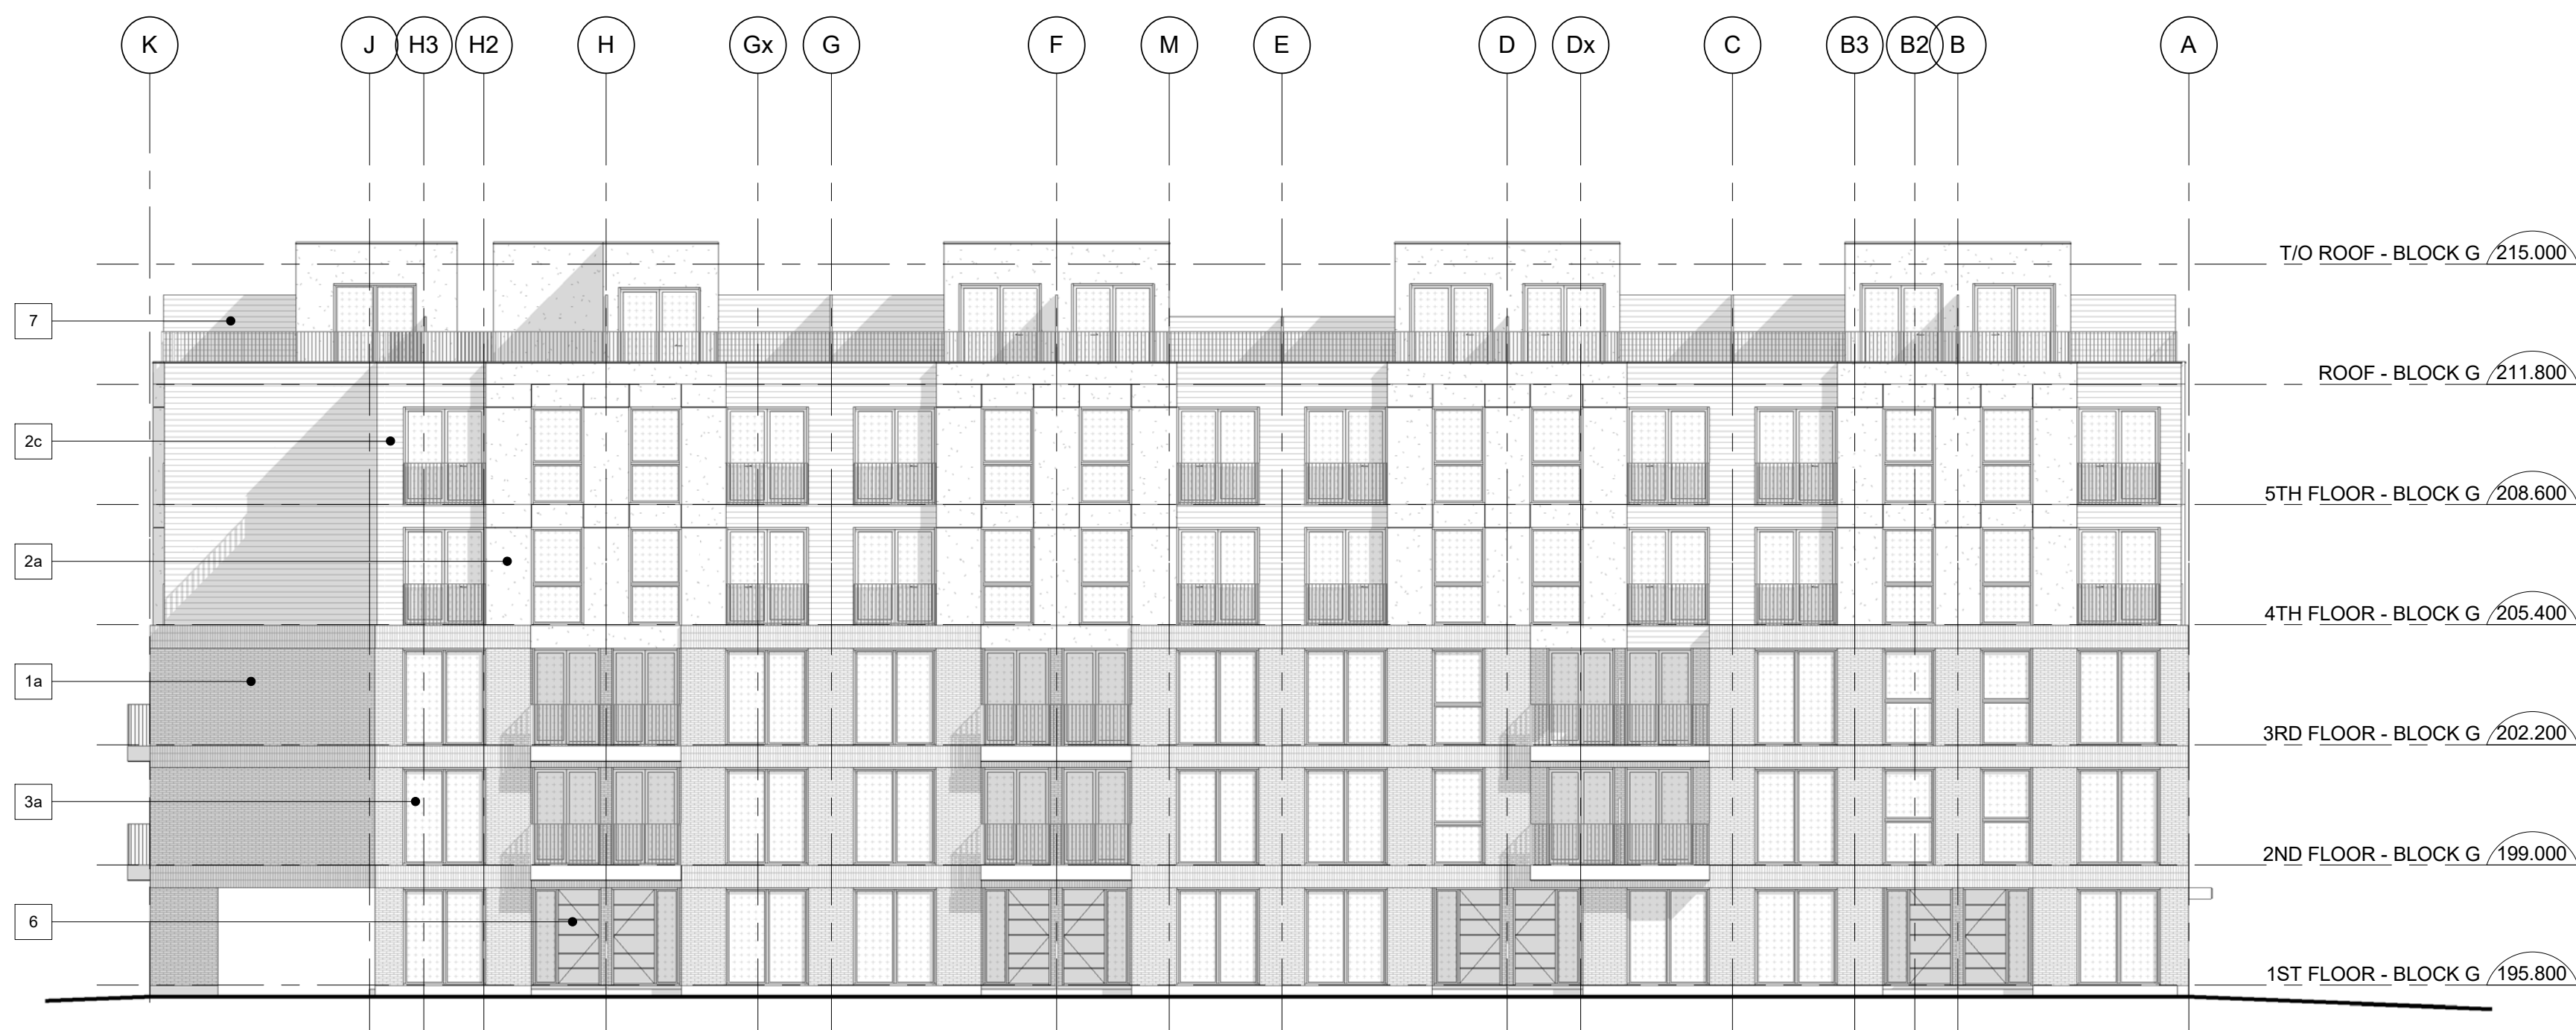 K J H3 H2 H Gx G F M E D Dx C B3 B2 B A
T/O ROOF - BLOCK G 215.000
7
ROOF - BLOCK G 211.800
2c
5TH FLOOR - BLOCK G 208.600
2a
4TH FLOOR - BLOCK G 205.400
1a
3RD FLOOR - BLOCK G 202.200
3a
2ND FLOOR - BLOCK G 199.000
6
1ST FLOOR - BLOCK G 195.800